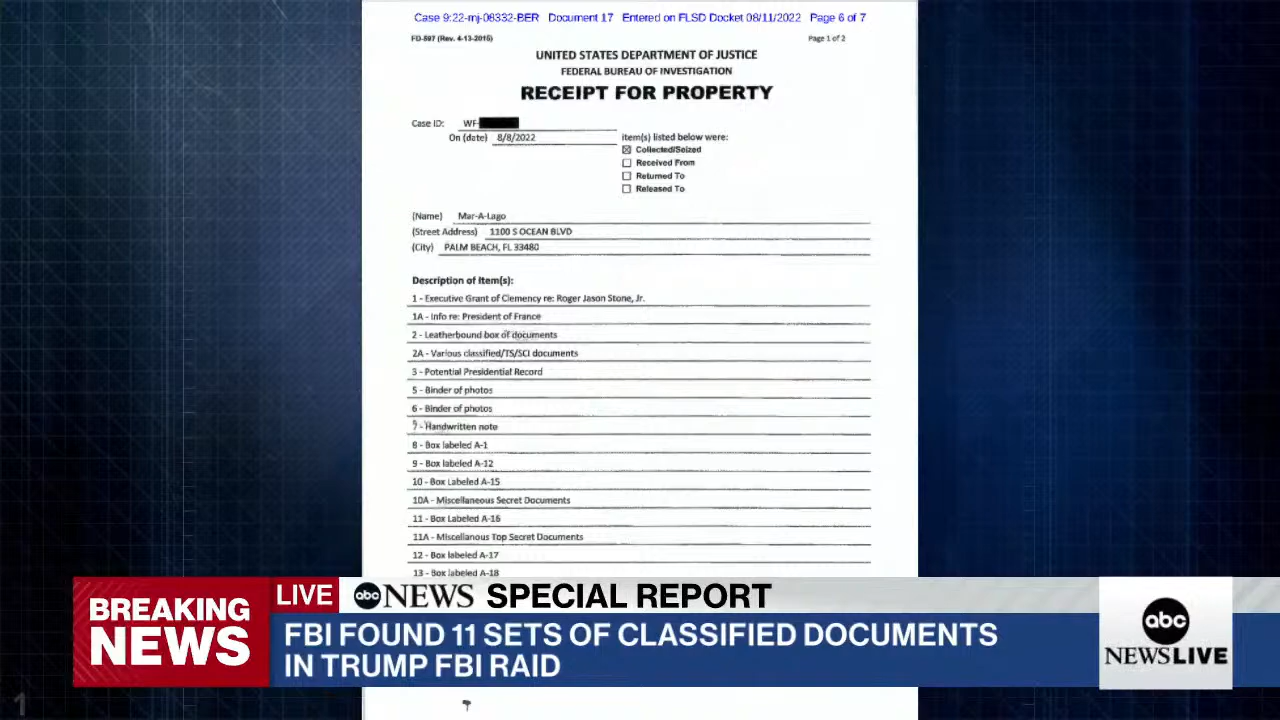 Case 9:22-mj-08332-BER Document 17 Entered on FLSD Docket 08/11/2022 Page 6 of 7
FD-597 (Rev. 4-13-2015)
Page 1 of 2
UNITED STATES DEPARTMENT OF JUSTICE
FEDERAL BUREAU OF INVESTIGATION
RECEIPT FOR PROPERTY
Case ID: WF-
On (date) 8/8/2022
item(s) listed below were:
Collected/Seized
Received From
Returned To
Released To
(Name) Mar-A-Lago
(Street Address) 1100 S OCEAN BLVD
(City) PALM BEACH, FL 33480
Description of Item(s):
1 - Executive Grant of Clemency re: Roger Jason Stone, Jr.
1A - Info re: President of France
2 - Leatherbound box of documents
2A - Various classified/TS/SCI documents
3 - Potential Presidential Record
5 - Binder of photos
6 - Binder of photos
7 - Handwritten note
8 - Box labeled A-1
9 - Box labeled A-12
10 - Box Labeled A-15
10A - Miscellaneous Secret Documents
11 - Box Labeled A-16
11A - Miscellanous Top Secret Documents
12 - Box labeled A-17
13 - Box labeled A-18
BREAKING
NEWS
LIVE abc NEWS SPECIAL REPORT
FBI FOUND 11 SETS OF CLASSIFIED DOCUMENTS
IN TRUMP FBI RAID
abc
NEWSLIVE
1